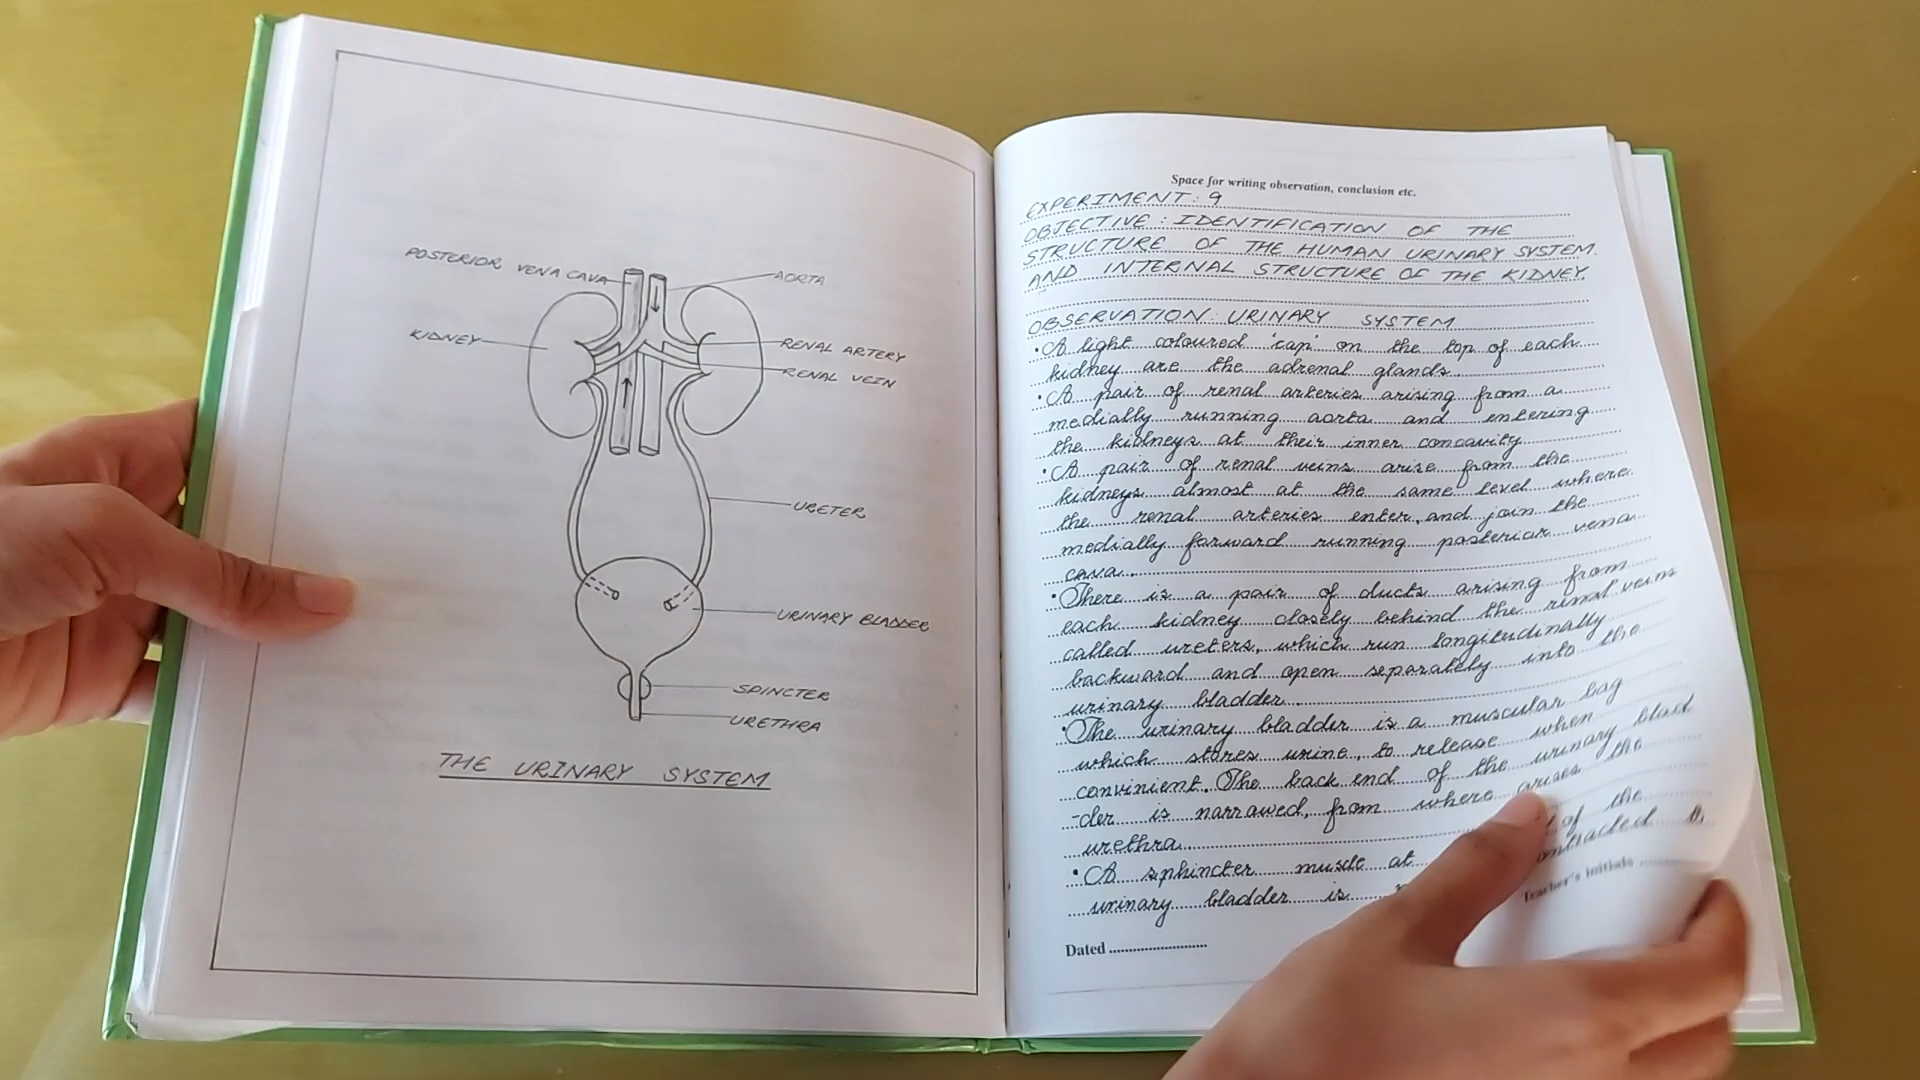 POSTERIOR VENA CAVA
AORTA
KIDNEY
RENAL ARTERY
RENAL VEIN
URETER
URINARY BLADDER
SPINCTER
URETHRA
THE URINARY SYSTEM
Space for writing observation, conclusion etc.
EXPERIMENT: 9
OBJECTIVE: IDENTIFICATION OF THE
STRUCTURE OF THE HUMAN URINARY SYSTEM
AND INTERNAL STRUCTURE OF THE KIDNEY.
OBSERVATION: URINARY SYSTEM
• A light coloured 'cap' on the top of each
kidney are the adrenal glands.
• A pair of renal arteries arising from a
medially running aorta and entering
the kidneys at their inner concavity.
• A pair of renal veins arise from the
kidneys almost at the same level where
the renal arteries enter, and join the
medially forward running posterior vena
cava.
• There is a pair of ducts arising from
each kidney closely behind the renal veins
called ureters, which run longitudinally
backward and open separately into the
urinary bladder.
• The urinary bladder is a muscular bag
which stores urine, to release when
convinient. The back end of the urinary blad
-der is narrowed, from where arises the
urethra
• A sphincter muscle at of the
urinary bladder is contracted
Teacher's initials
Dated